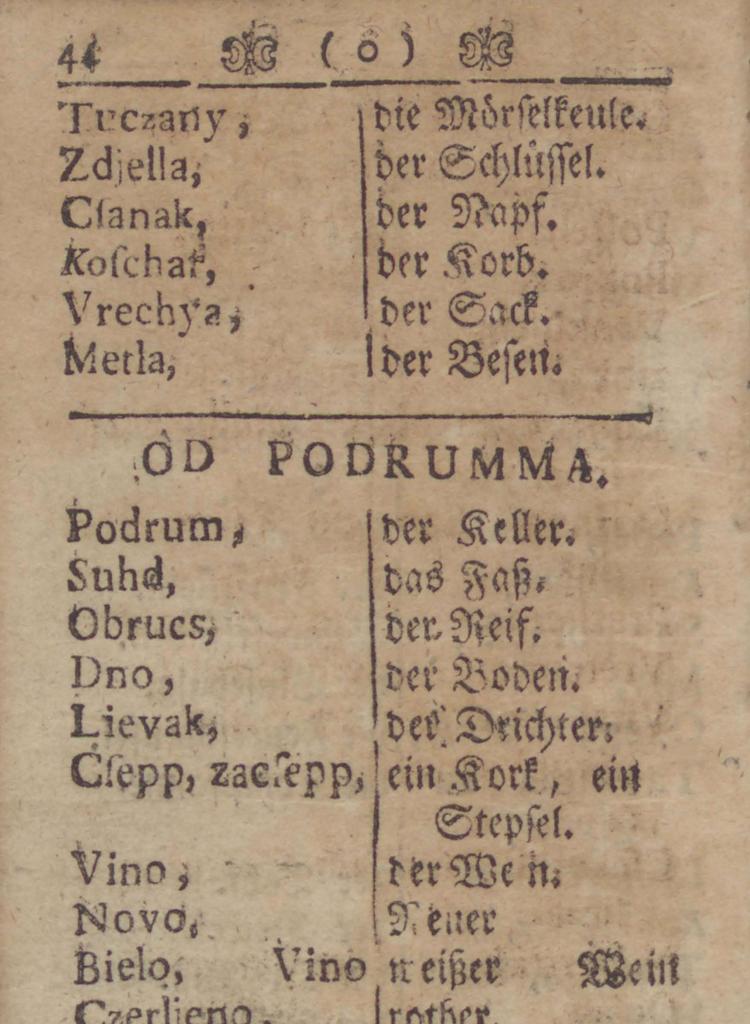 44 ( o )
Tuczany, die Mörselkeule.
Zdjella, der Schlüssel.
Cſanak, der Napf.
Koſchar, der Korb.
Vrechya, der Sack.
Metla, der Beſen.
OD PODRUMMA.
Podrum, der Keller.
Suhd, das Faß.
Obrucs, der Reif.
Dno, der Boden.
Lievak, der Drichter.
Cſepp, zacſepp, ein Kork, ein
Stepſel.
Vino, der Wein.
Novo, Neuer
Bielo, Vino weißer Wein
Czerljeno, rother.